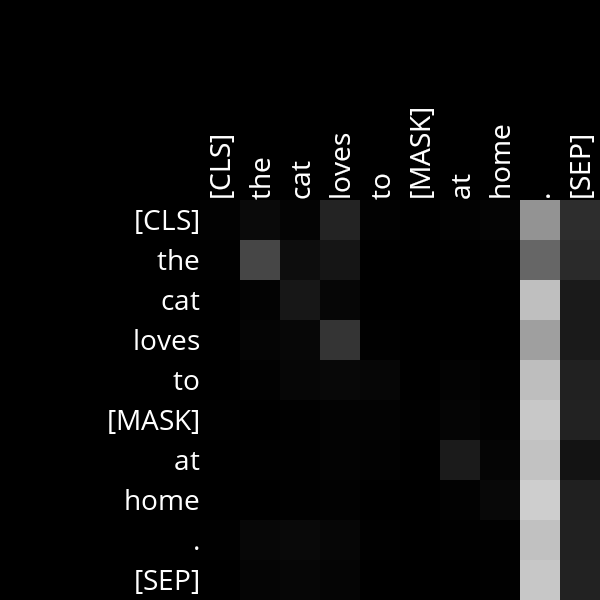 [CLS] the cat loves to [MASK] at home . [SEP]
[CLS]
the
cat
loves
to
[MASK]
at
home
.
[SEP]